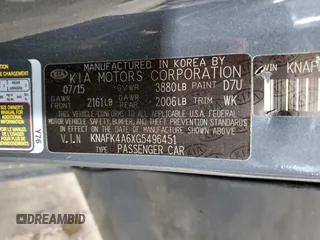 MANUFACTURED IN KOREA BY
KIA MOTORS CORPORATION
07/15 GVWR 3880LB PAINT D7U
GAWR FRONT 2161LB GAWR REAR 2006LB TRIM WK
THIS VEHICLE CONFORMS TO ALL APPLICABLE U.S.A. FEDERAL
MOTOR VEHICLE SAFETY, BUMPER, AND THEFT PREVENTION
STANDARDS IN EFFECT ON THE DATE OF MANUFACTURE
SHOWN ABOVE.
V.I.N KNAFK4A6XG5496451
TYPE PASSENGER CAR
Y76
VIN
KNAF
DREAMBID